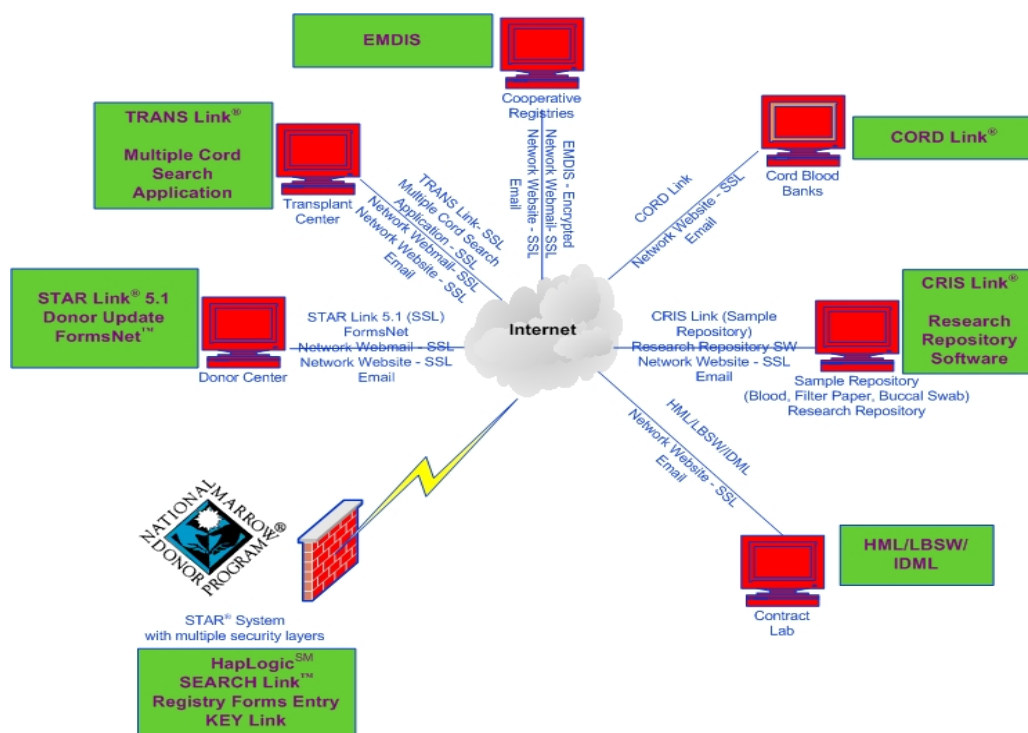 EMDIS
Cooperative
Registries
TRANS Link®
Multiple Cord
Search
Application
Transplant
Center
CORD Link®
Cord Blood
Banks
TRANS Link- SSL
Multiple Cord Search
Application - SSL
Network Webmail- SSL
Network Website - SSL
Email
EMDIS - Encrypted
Network Webmail- SSL
Network Website - SSL
Email
CORD Link
Network Website - SSL
Email
STAR Link® 5.1
Donor Update
FormsNet™
Donor Center
STAR Link 5.1 (SSL)
FormsNet
Network Webmail - SSL
Network Website - SSL
Email
Internet
CRIS Link (Sample
Repository)
Research Repository SW
Network Website - SSL
Email
CRIS Link®
Research
Repository
Software
Sample Repository
(Blood, Filter Paper, Buccal Swab)
Research Repository
HML/LBSW/IDML
Network Website - SSL
Email
HML/LBSW/
IDML
Contract
Lab
NATIONAL
MARROW
DONOR
PROGRAM®
STAR® System
with multiple security layers
HapLogic℠
SEARCH Link™
Registry Forms Entry
KEY Link